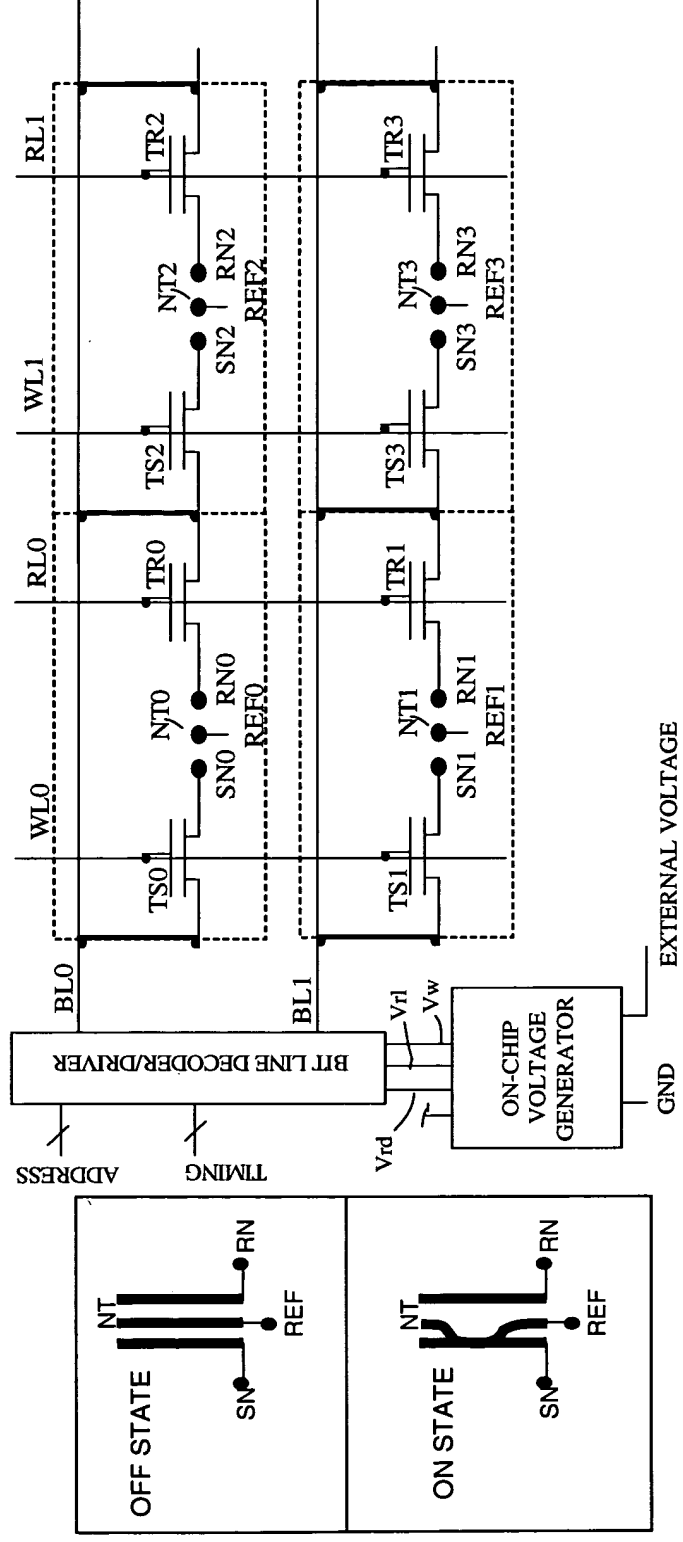 WL0
RL0
WL1
RL1
BL0
TS0
NT0
SN0
RN0
REF0
TR0
TS2
NT2
SN2
RN2
REF2
TR2
BL1
TS1
NT1
SN1
RN1
REF1
TR1
TS3
NT3
SN3
RN3
REF3
TR3
BIT LINE DECODER/DRIVER
ADDRESS
TIMING
Vrd
Vrl
Vw
ON-CHIP
VOLTAGE
GENERATOR
GND
EXTERNAL VOLTAGE
OFF STATE
NT
SN
REF
RN
ON STATE
NT
SN
REF
RN